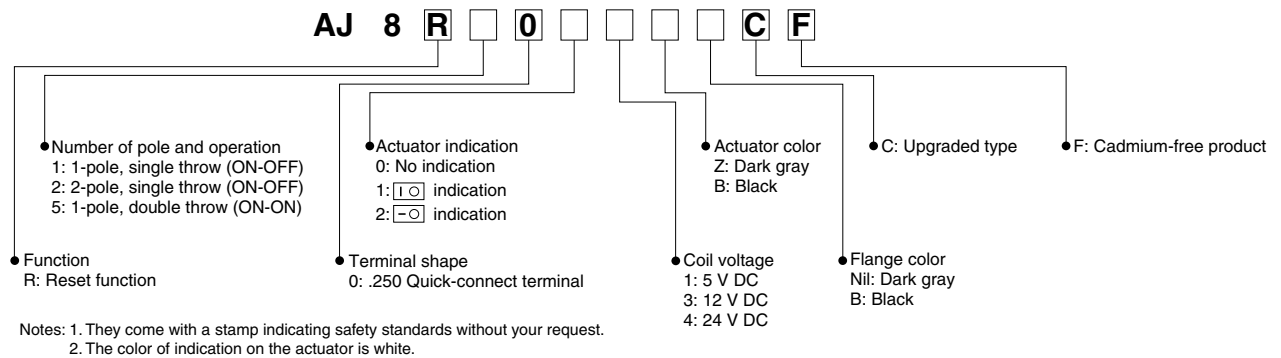 AJ 8 R 0 C F
Number of pole and operation
1: 1-pole, single throw (ON-OFF)
2: 2-pole, single throw (ON-OFF)
5: 1-pole, double throw (ON-ON)
Actuator indication
0: No indication
1: I O indication
2: – O indication
Actuator color
Z: Dark gray
B: Black
C: Upgraded type
F: Cadmium-free product
Function
R: Reset function
Terminal shape
0: .250 Quick-connect terminal
Coil voltage
1: 5 V DC
3: 12 V DC
4: 24 V DC
Flange color
Nil: Dark gray
B: Black
Notes: 1. They come with a stamp indicating safety standards without your request.
2. The color of indication on the actuator is white.